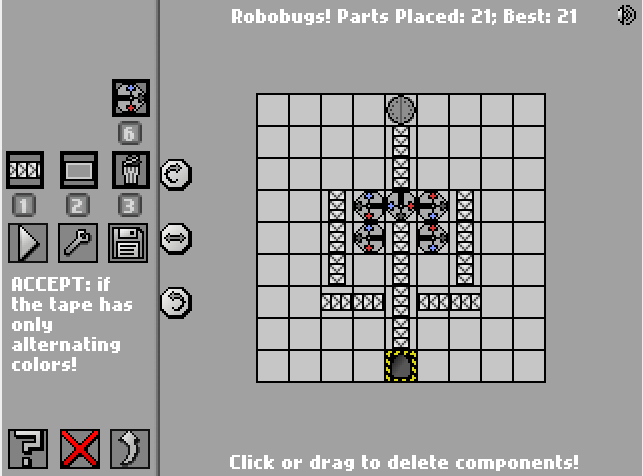 Robobugs! Parts Placed: 21; Best: 21
6
1 2 3
ACCEPT: if
the tape has
only
alternating
colors!
Click or drag to delete components!